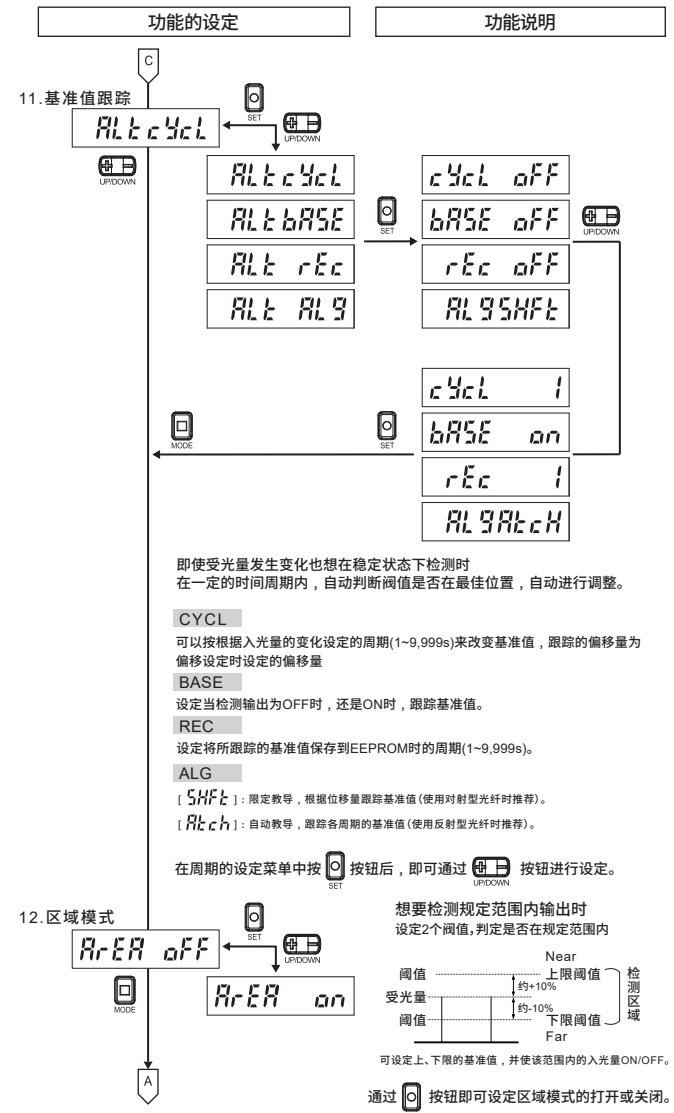 功能的设定
功能说明
C
11.基准值跟踪
SET
ALt cYcL
UP/DOWN
UP/DOWN
ALt cYcL
cYcL oFF
ALt bASE
SET
bASE oFF
UP/DOWN
ALt rEc
rEc oFF
ALt ALg
ALg SHFt
cYcL 1
MODE
SET
bASE on
rEc 1
ALg AtcH
即使受光量发生变化也想在稳定状态下检测时
在一定的时间周期内，自动判断阀值是否在最佳位置，自动进行调整。
CYCL
可以按根据入光量的变化设定的周期(1~9,999s)来改变基准值，跟踪的偏移量为
偏移设定时设定的偏移量
BASE
设定当检测输出为OFF时，还是ON时，跟踪基准值。
REC
设定将所跟踪的基准值保存到EEPROM时的周期(1~9,999s)。
ALG
[ SHFt ]：限定教导，根据位移量跟踪基准值(使用对射型光纤时推荐)。
[ Atch ]：自动教导，跟踪各周期的基准值(使用反射型光纤时推荐)。
在周期的设定菜单中按 SET 按钮后，即可通过 UP/DOWN 按钮进行设定。
12.区域模式
SET
ArEA oFF
UP/DOWN
MODE
ArEA on
想要检测规定范围内输出时
设定2个阀值,判定是否在规定范围内
Near
阈值 上限阈值
约+10%
受光量
约-10%
阈值 下限阈值
Far
检测区域
可设定上、下限的基准值，并使该范围内的入光量ON/OFF。
通过 按钮即可设定区域模式的打开或关闭。
A